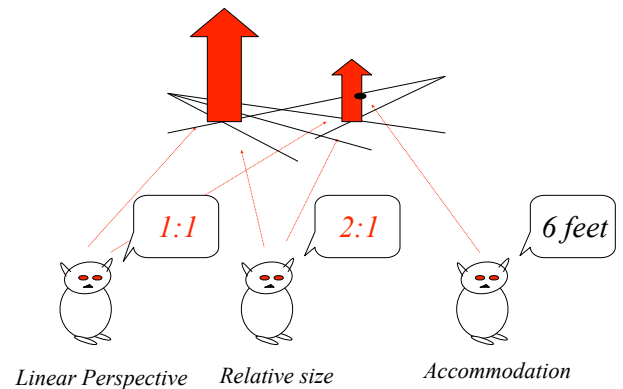 1:1
2:1
6 feet
Linear Perspective
Relative size
Accommodation